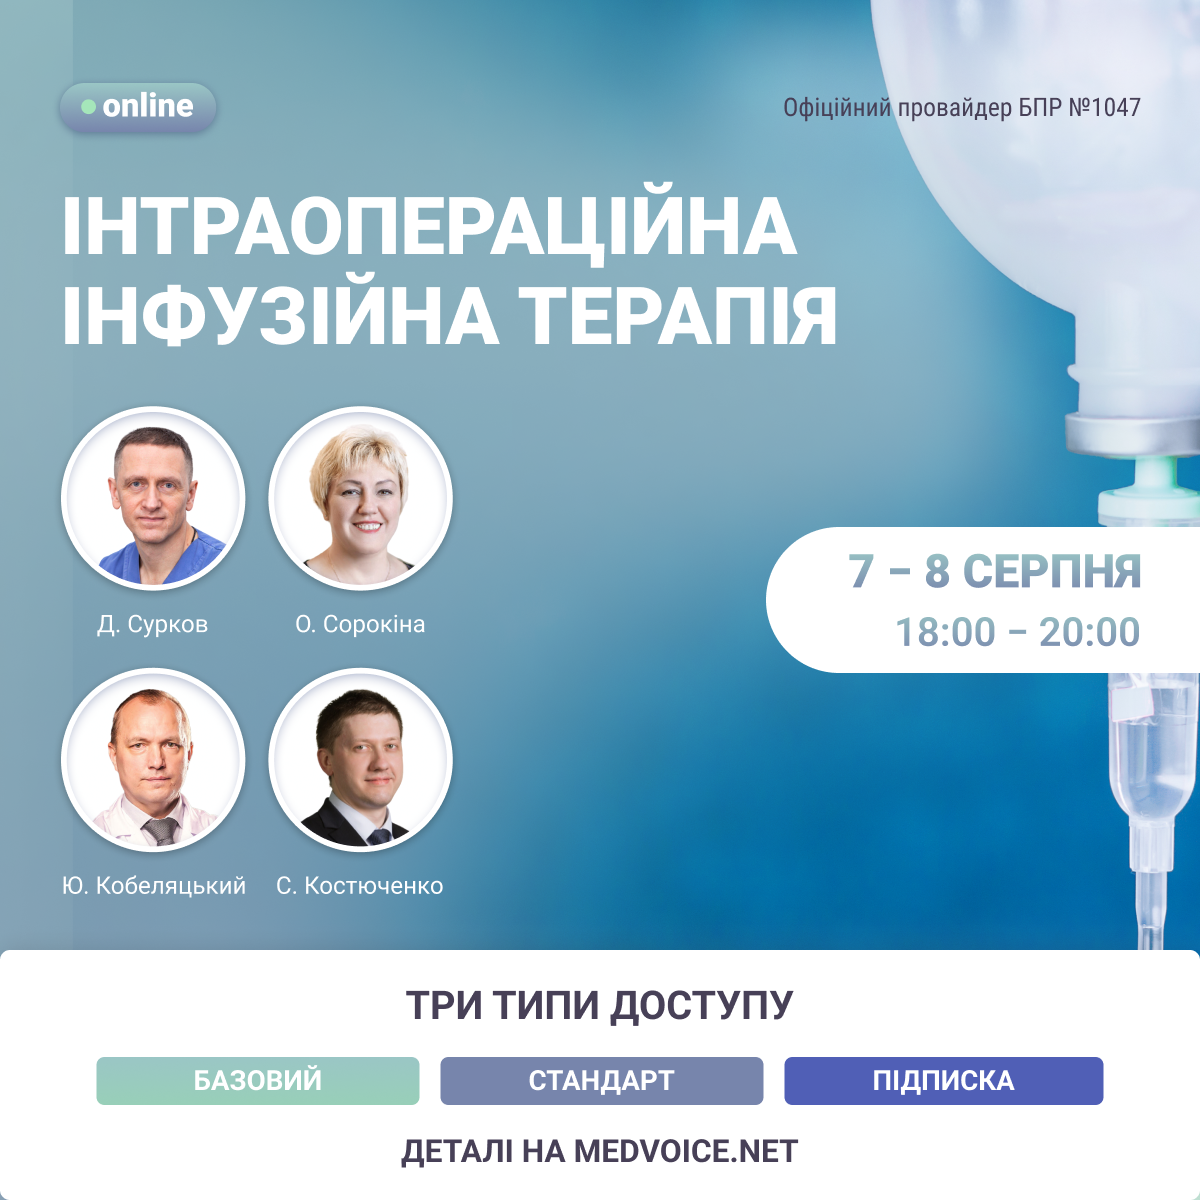 online
Офіційний провайдер БПР №1047
ІНТРАОПЕРАЦІЙНА
ІНФУЗІЙНА ТЕРАПІЯ
Д. Сурков
О. Сорокіна
Ю. Кобеляцький
С. Костюченко
7 – 8 СЕРПНЯ
18:00 – 20:00
ТРИ ТИПИ ДОСТУПУ
БАЗОВИЙ
СТАНДАРТ
ПІДПИСКА
ДЕТАЛІ НА MEDVOICE.NET